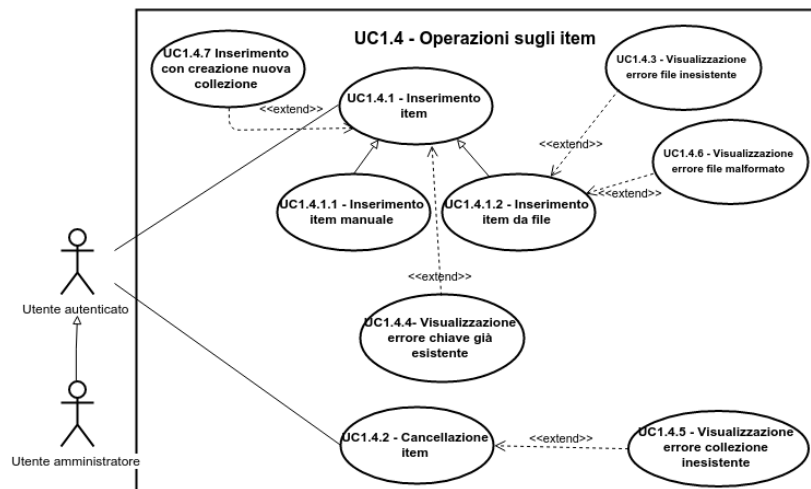 UC1.4 - Operazioni sugli item
UC1.4.7 Inserimento
con creazione nuova
collezione
UC1.4.3 - Visualizzazione
errore file inesistente
UC1.4.1 - Inserimento
item
<<extend>>
<<extend>>
UC1.4.6 - Visualizzazione
errore file malformato
<<extend>>
UC1.4.1.1 - Inserimento
item manuale
UC1.4.1.2 - Inserimento
item da file
<<extend>>
Utente autenticato
UC1.4.4- Visualizzazione
errore chiave già
esistente
UC1.4.2 - Cancellazione
item
<<extend>>
UC1.4.5 - Visualizzazione
errore collezione
inesistente
Utente amministratore